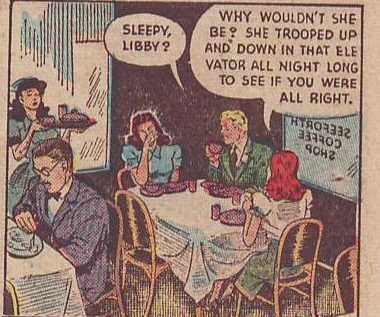 SLEEPY,
LIBBY?
WHY WOULDN'T SHE
BE? SHE TROOPED UP
AND DOWN IN THAT ELE
VATOR ALL NIGHT LONG
TO SEE IF YOU WERE
ALL RIGHT.
SEEFORTH
COFFEE
SHOP